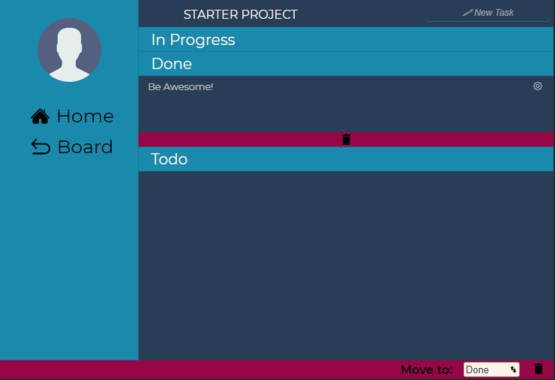 STARTER PROJECT
New Task
Home
Board
In Progress
Done
Be Awesome!
Todo
Move to: Done